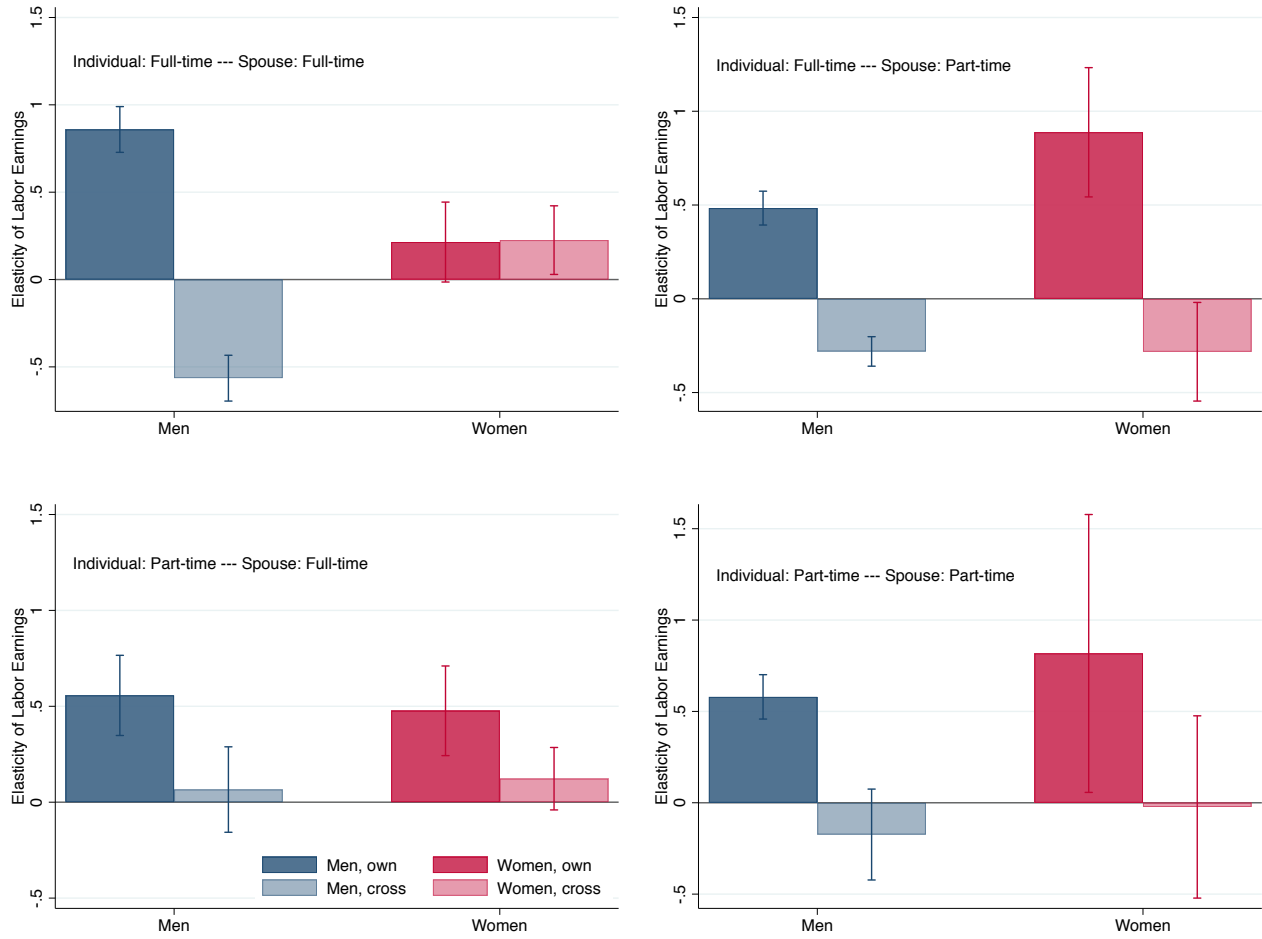 Individual: Full-time --- Spouse: Full-time
Elasticity of Labor Earnings
1.5
1
.5
0
-.5
Men
Women
Individual: Full-time --- Spouse: Part-time
Elasticity of Labor Earnings
1.5
1
.5
0
-.5
Men
Women
Individual: Part-time --- Spouse: Full-time
Elasticity of Labor Earnings
1.5
1
.5
0
-.5
Men, own
Women, own
Men, cross
Women, cross
Men
Women
Individual: Part-time --- Spouse: Part-time
Elasticity of Labor Earnings
1.5
1
.5
0
-.5
Men
Women